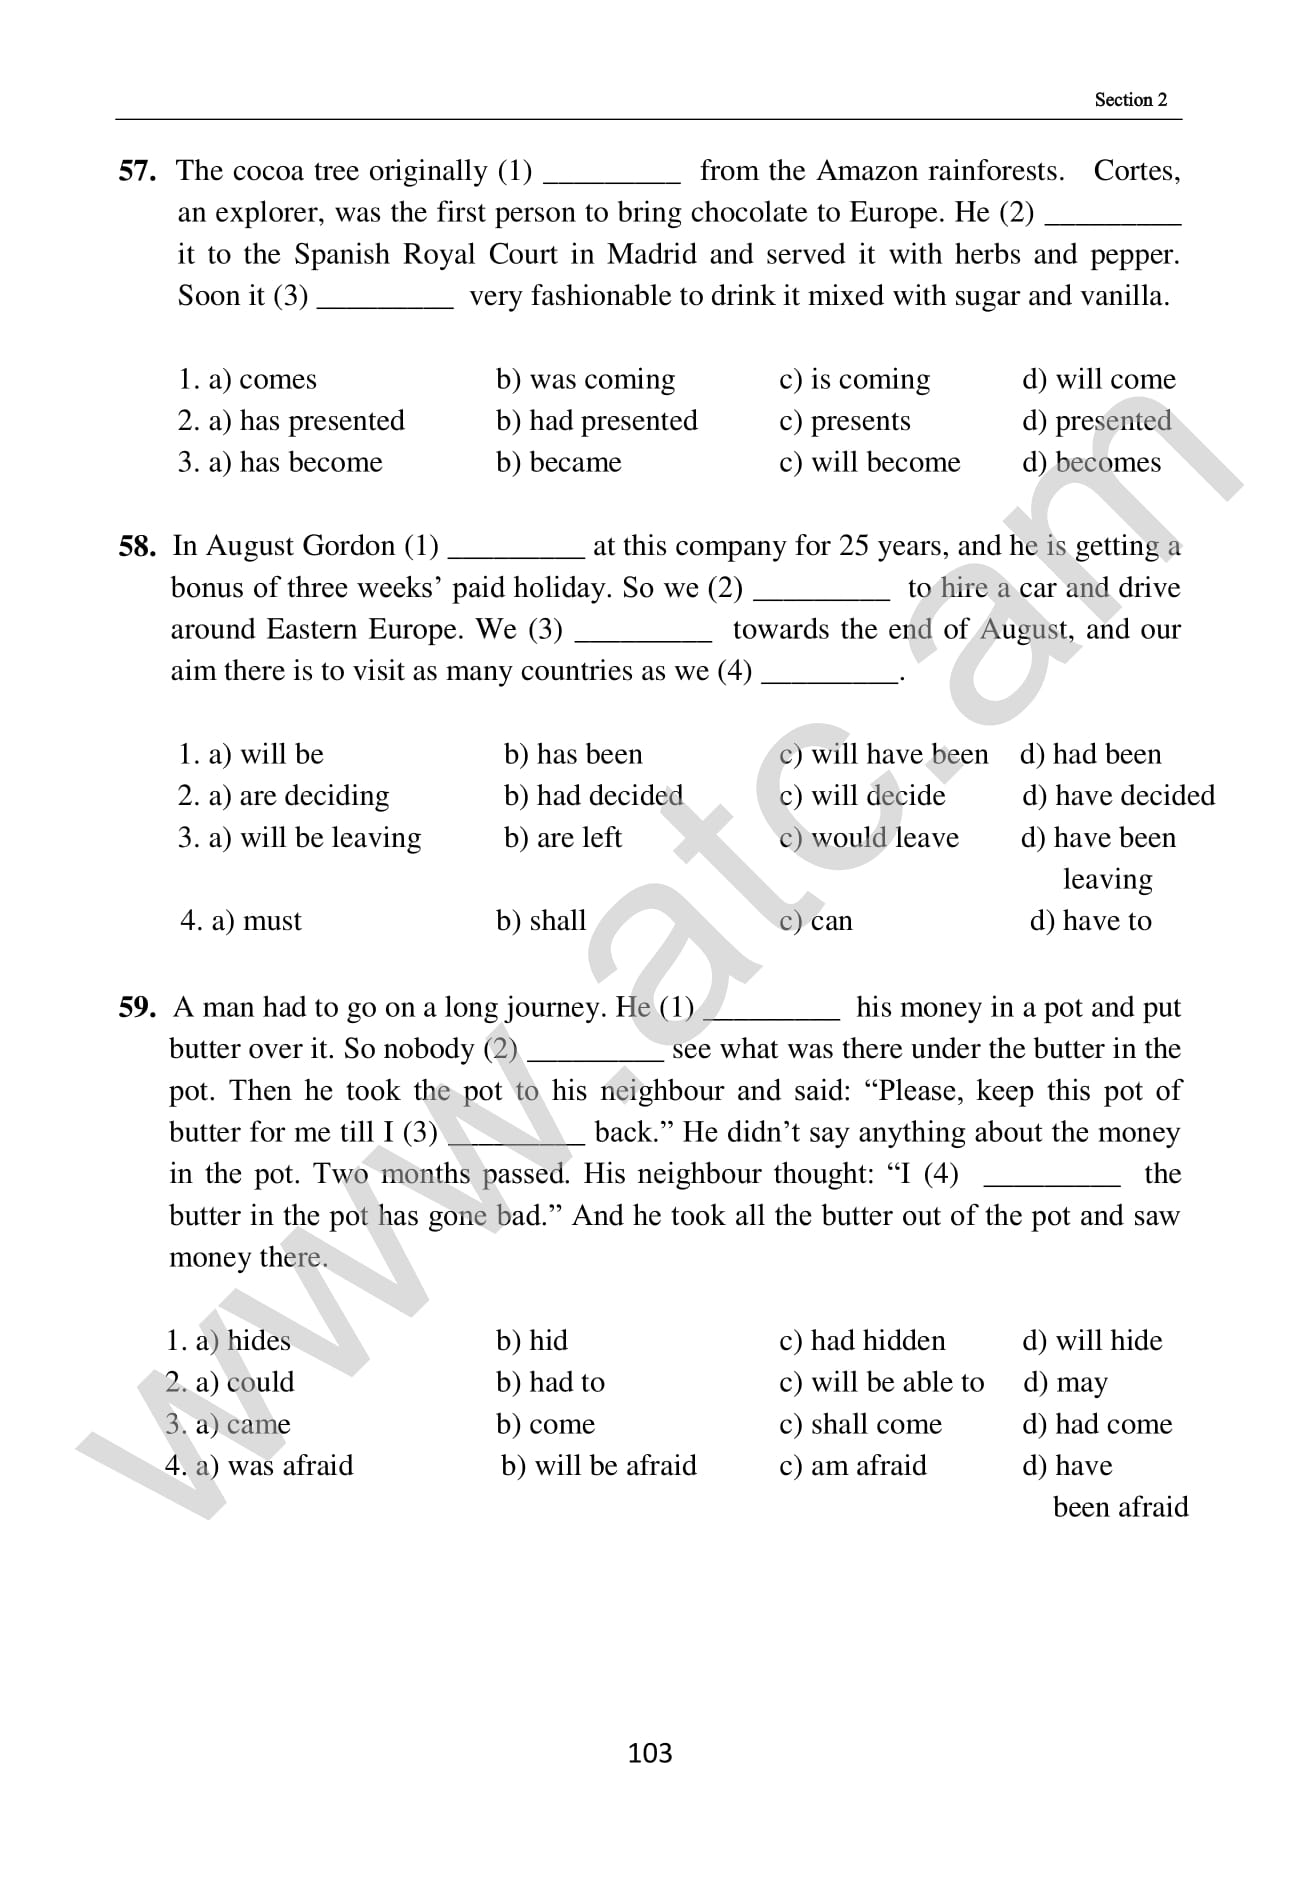 Section 2
57. The cocoa tree originally (1) _________ from the Amazon rainforests. Cortes,
an explorer, was the first person to bring chocolate to Europe. He (2) _________
it to the Spanish Royal Court in Madrid and served it with herbs and pepper.
Soon it (3) _________ very fashionable to drink it mixed with sugar and vanilla.
1. a) comes b) was coming c) is coming d) will come
2. a) has presented b) had presented c) presents d) presented
3. a) has become b) became c) will become d) becomes
58. In August Gordon (1) _________ at this company for 25 years, and he is getting a
bonus of three weeks’ paid holiday. So we (2) _________ to hire a car and drive
around Eastern Europe. We (3) _________ towards the end of August, and our
aim there is to visit as many countries as we (4) _________.
1. a) will be b) has been c) will have been d) had been
2. a) are deciding b) had decided c) will decide d) have decided
3. a) will be leaving b) are left c) would leave d) have been
leaving
4. a) must b) shall c) can d) have to
59. A man had to go on a long journey. He (1) _________ his money in a pot and put
butter over it. So nobody (2) _________ see what was there under the butter in the
pot. Then he took the pot to his neighbour and said: “Please, keep this pot of
butter for me till I (3) _________ back.” He didn’t say anything about the money
in the pot. Two months passed. His neighbour thought: “I (4) _________ the
butter in the pot has gone bad.” And he took all the butter out of the pot and saw
money there.
1. a) hides b) hid c) had hidden d) will hide
2. a) could b) had to c) will be able to d) may
3. a) came b) come c) shall come d) had come
4. a) was afraid b) will be afraid c) am afraid d) have
been afraid
103
www.atc.am